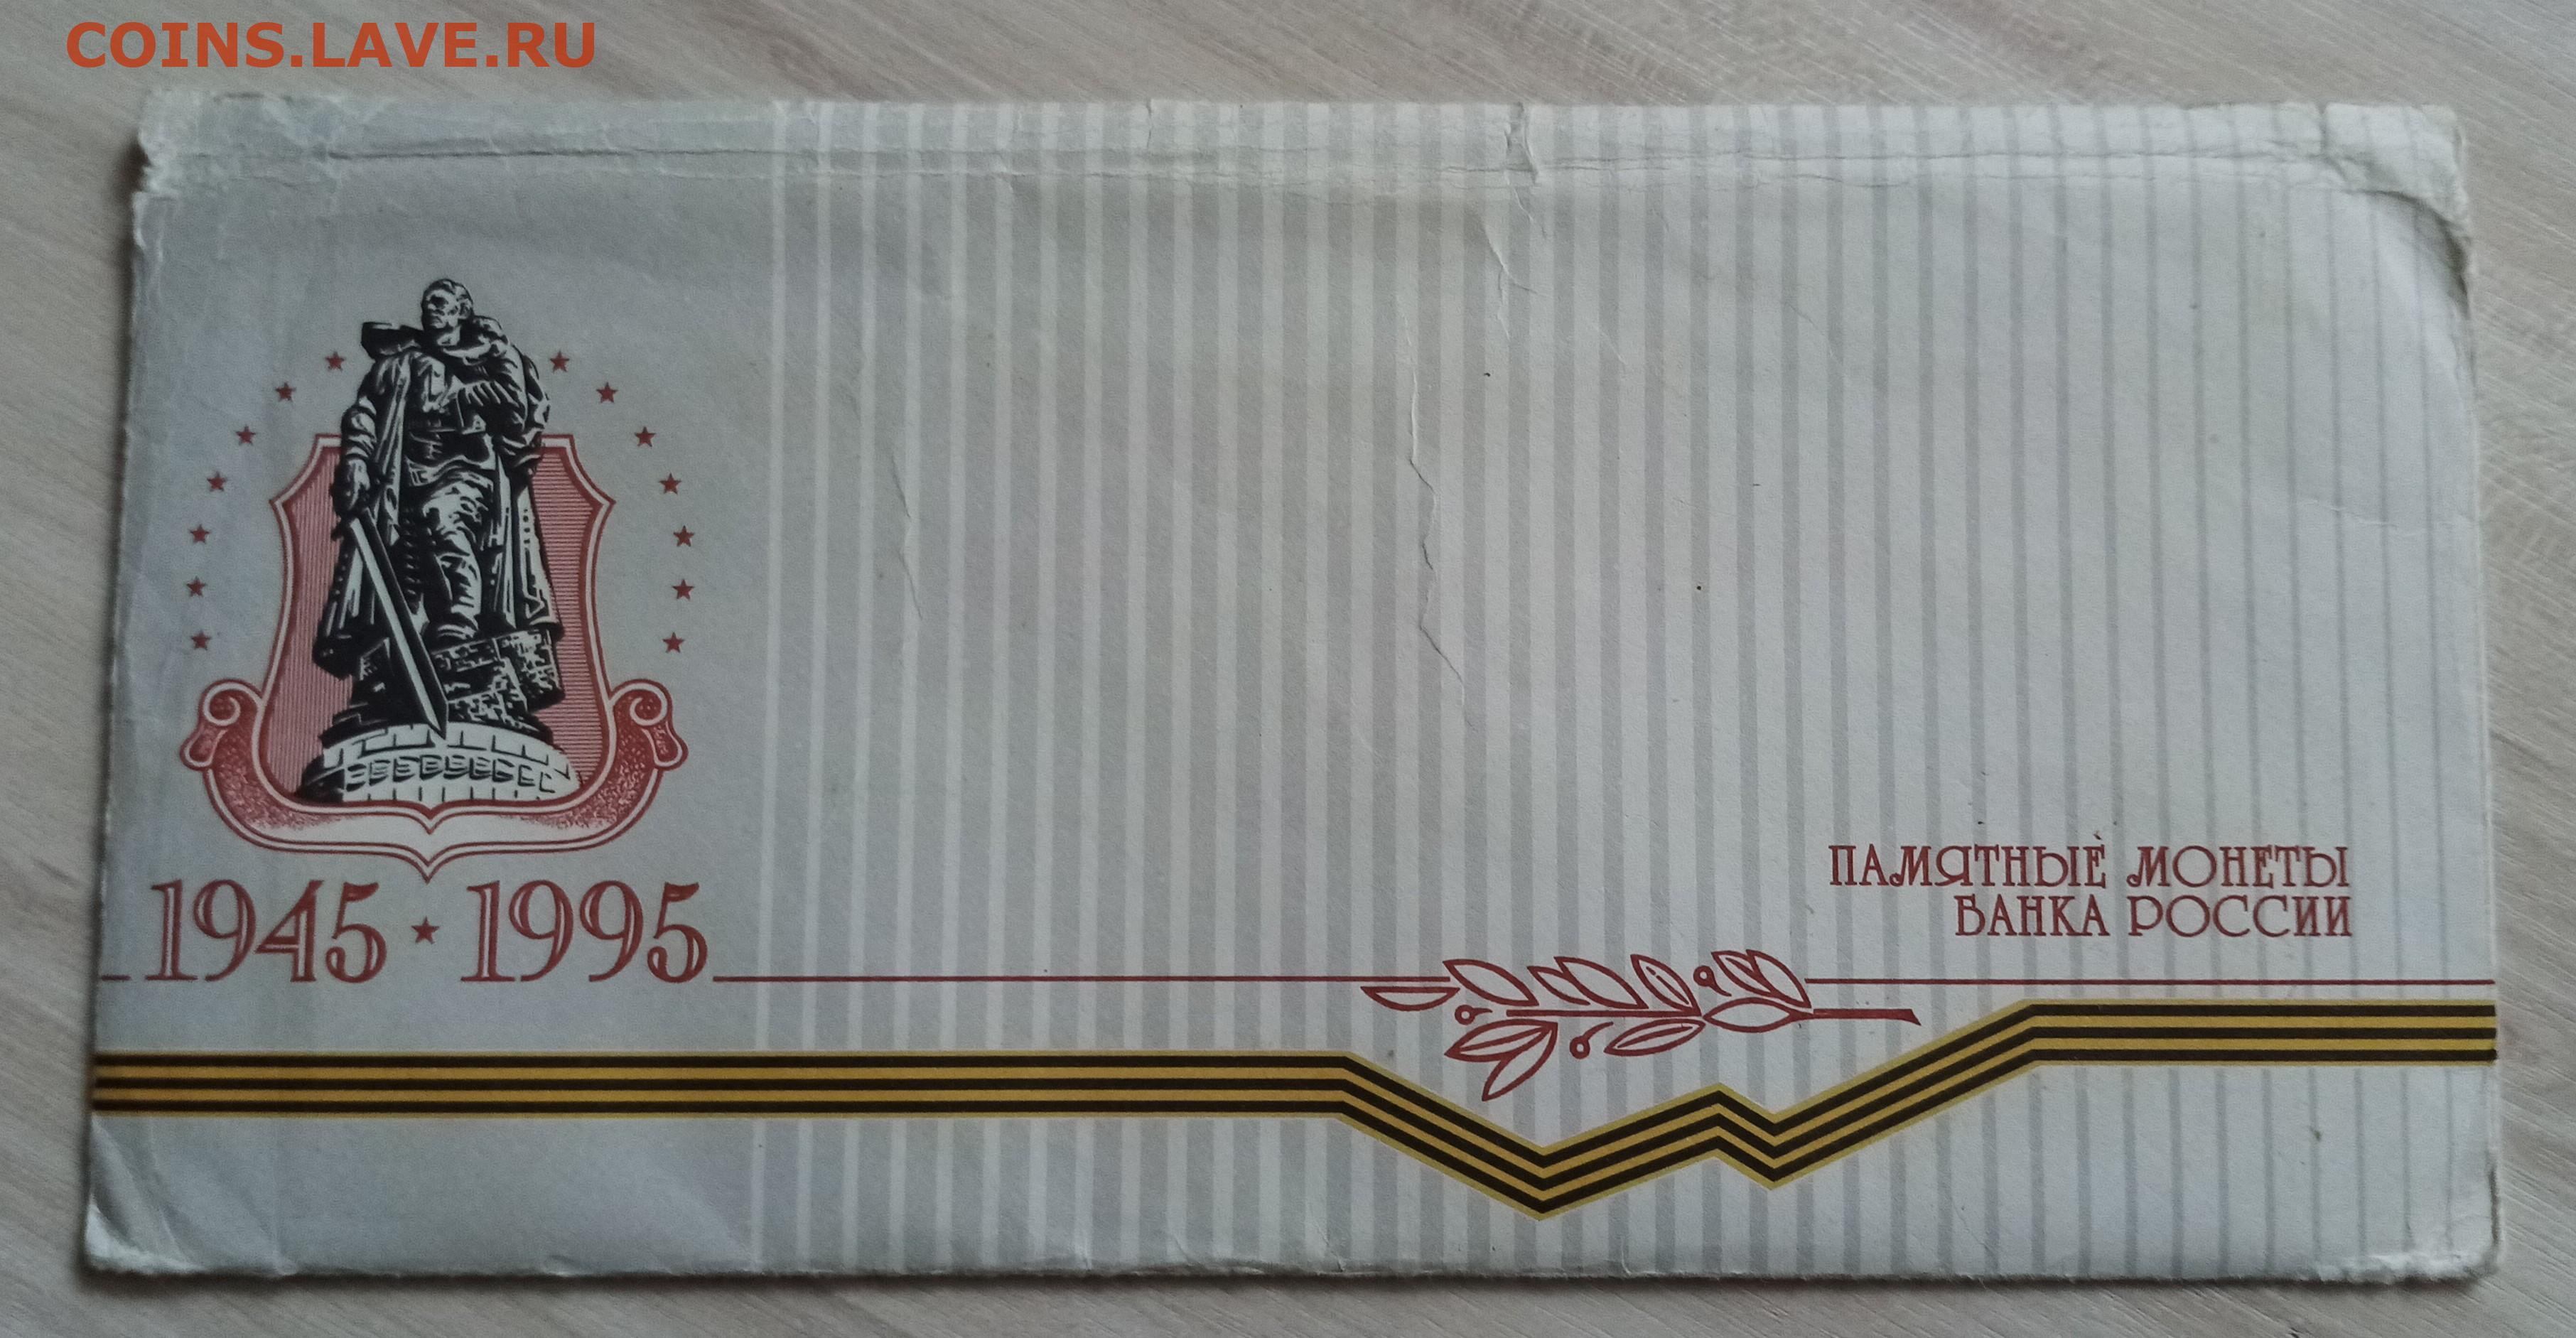 COINS.LAVE.RU
1945 ★ 1995
ПАМЯТНЫЕ МОНЕТЫ
БАНКА РОССИИ